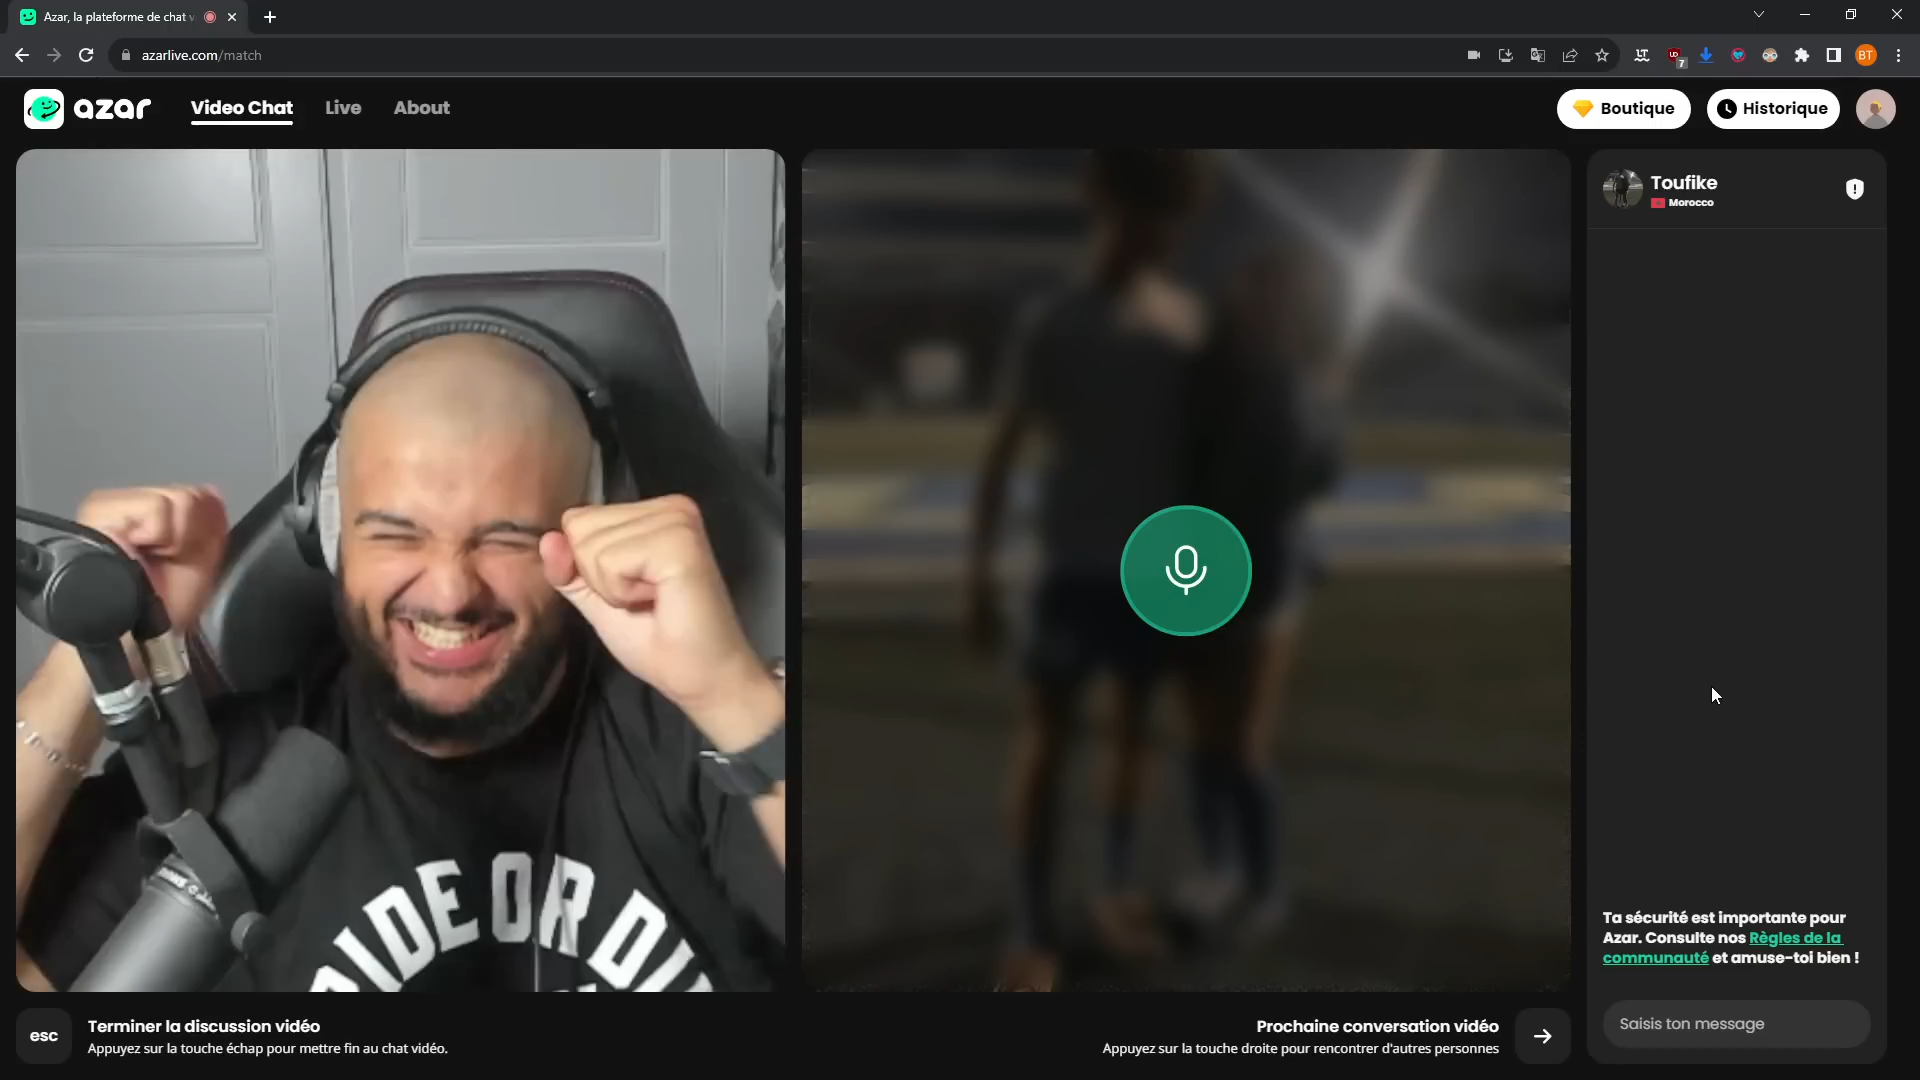 Azar, la plateforme de chat v
azarlive.com/match
7
BT
azar
Video Chat
Live
About
Boutique
Historique
Toufike
Morocco
RIDE OR DI
Ta sécurité est importante pour
Azar. Consulte nos Règles de la
communauté et amuse-toi bien !
esc
Terminer la discussion vidéo
Appuyez sur la touche échap pour mettre fin au chat vidéo.
Prochaine conversation vidéo
Appuyez sur la touche droite pour rencontrer d'autres personnes
Saisis ton message